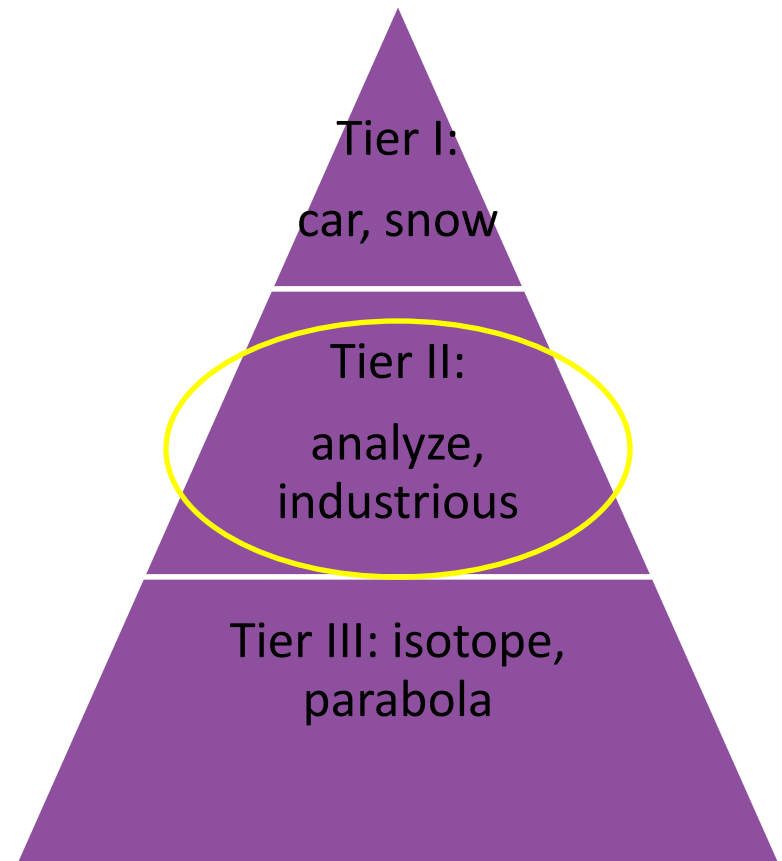 Tier I:
car, snow
Tier II:
analyze,
industrious
Tier III: isotope,
parabola